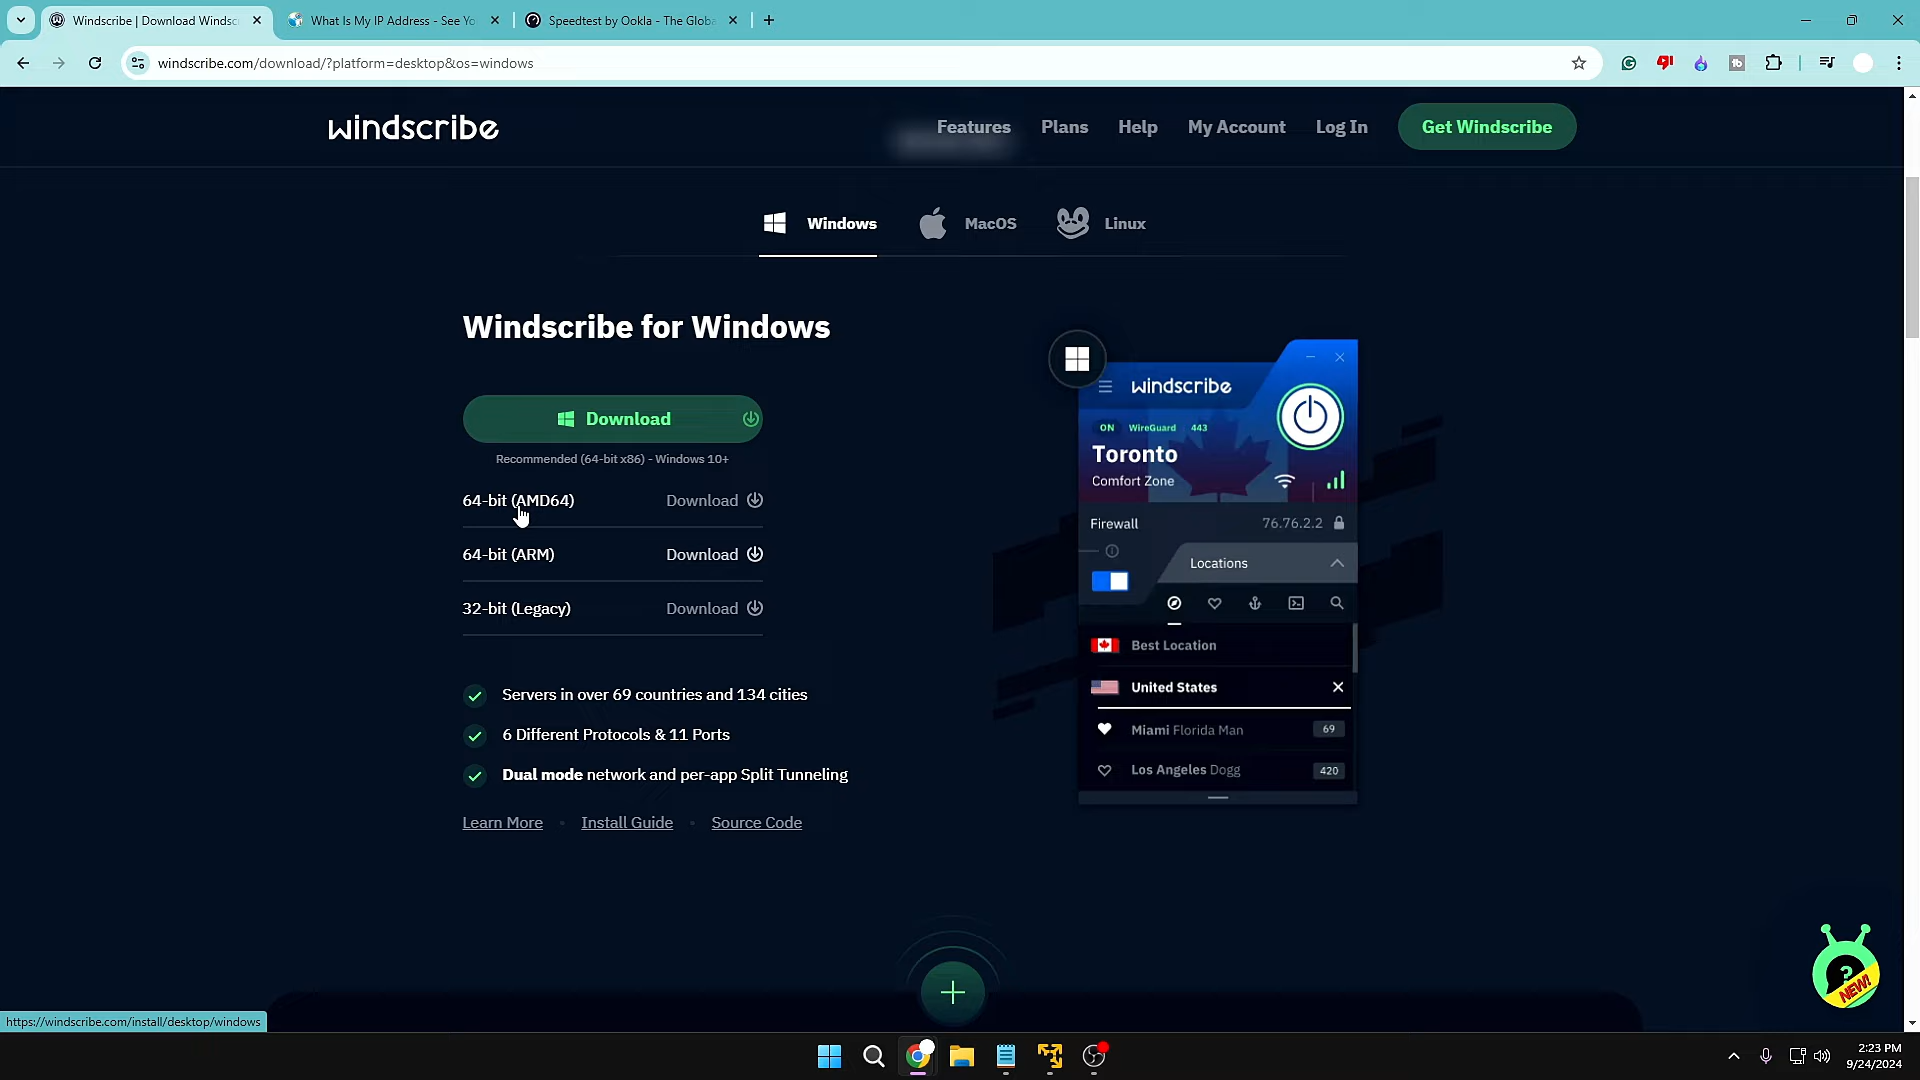 Windscribe | Download Windsc
What Is My IP Address - See Yo
Speedtest by Ookla - The Globa
windscribe.com/download/?platform=desktop&os=windows
windscribe
Features
Plans
Help
My Account
Log In
Get Windscribe
Windows
MacOS
Linux
Windscribe for Windows
Download
Recommended (64-bit x86) - Windows 10+
64-bit (AMD64) Download
64-bit (ARM) Download
32-bit (Legacy) Download
Servers in over 69 countries and 134 cities
6 Different Protocols & 11 Ports
Dual mode network and per-app Split Tunneling
Learn More
Install Guide
Source Code
windscribe
ON WireGuard 443
Toronto
Comfort Zone
Firewall 76.76.2.2
Locations
Best Location
United States
Miami Florida Man 69
Los Angeles Dogg 420
?
NEW!
https://windscribe.com/install/desktop/windows
2:23 PM
9/24/2024